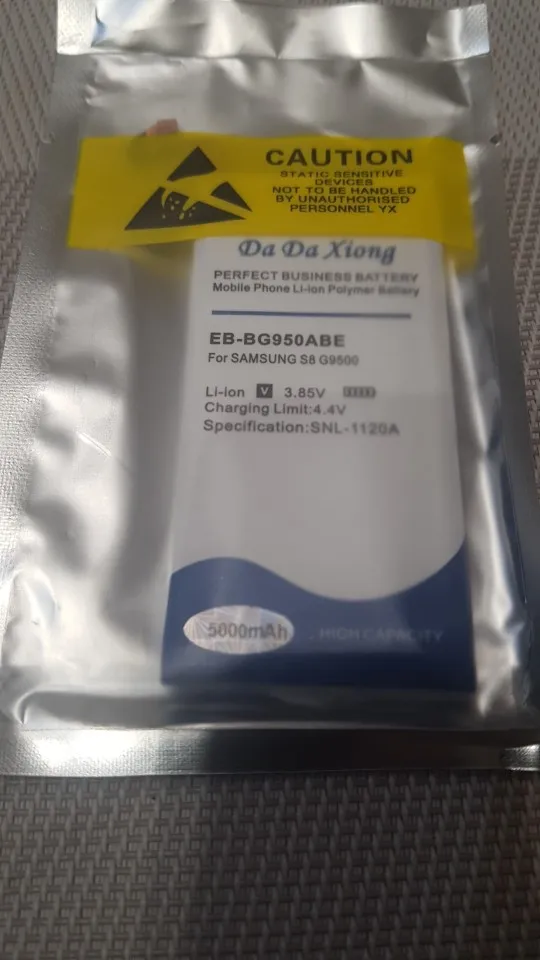 CAUTION
STATIC SENSITIVE
DEVICES
NOT TO BE HANDLED
BY UNAUTHORISED
PERSONNEL YX
Da Da Xiong
PERFECT BUSINESS BATTERY
Mobile Phone Li-ion Polymer Battery
EB-BG950ABE
For SAMSUNG S8 G9500
Li-ion V 3.85V
Charging Limit:4.4V
Specification:SNL-1120A
5000mAh
HIGH CAPACITY